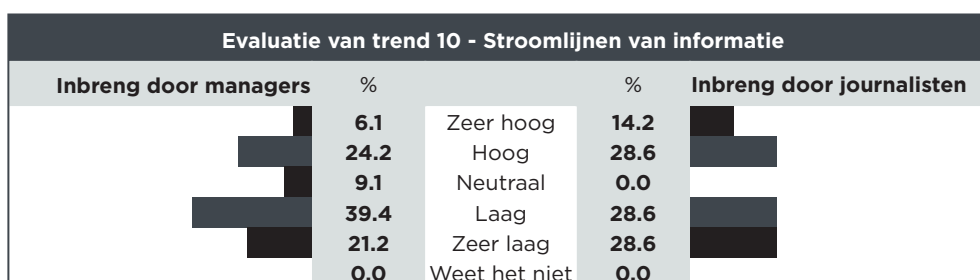 Evaluatie van trend 10 - Stroomlijnen van informatie
Inbreng door managers % % Inbreng door journalisten
6.1 Zeer hoog 14.2
24.2 Hoog 28.6
9.1 Neutraal 0.0
39.4 Laag 28.6
21.2 Zeer laag 28.6
0.0 Weet het niet 0.0